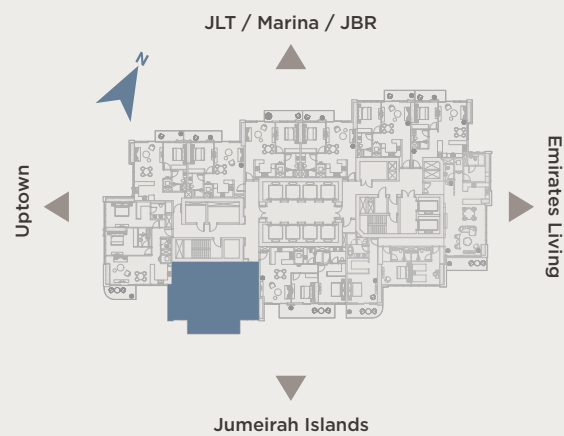 JLT / Marina / JBR
N
Uptown
Emirates Living
Jumeirah Islands